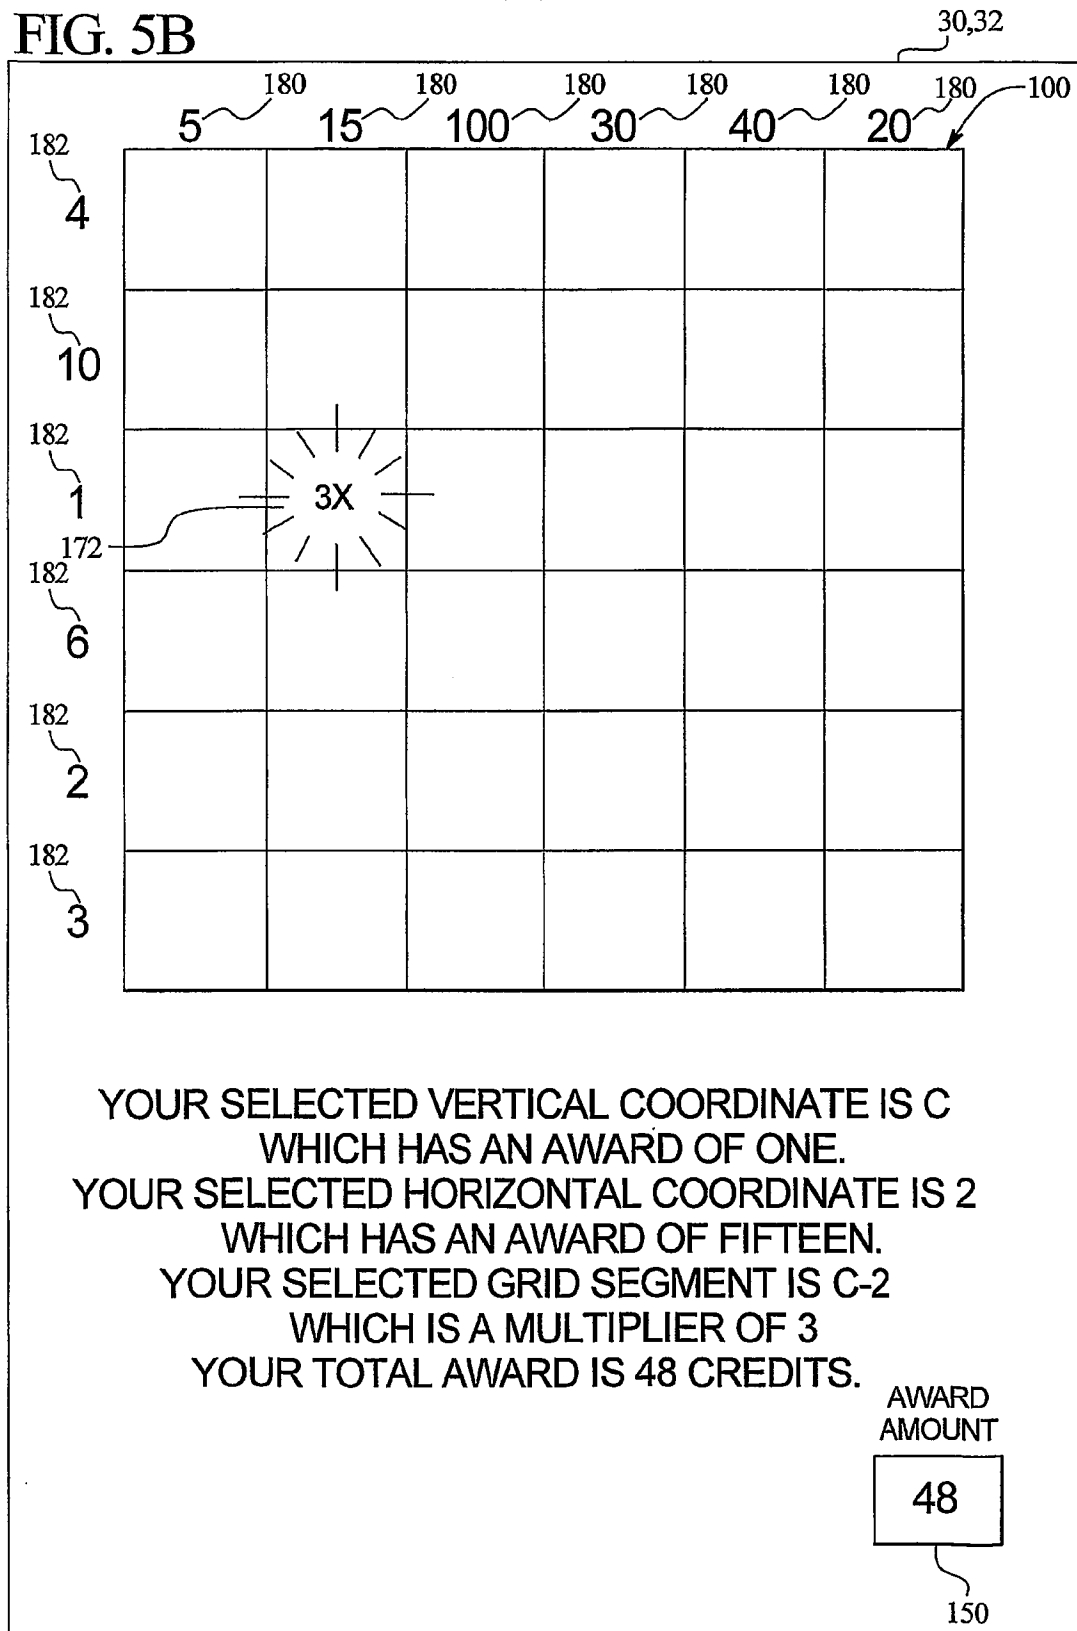 FIG. 5B
30,32
180 180 180 180 180 180 100
5 15 100 30 40 20
182
4
182
10
182
1 3X
172
182
6
182
2
182
3
YOUR SELECTED VERTICAL COORDINATE IS C
WHICH HAS AN AWARD OF ONE.
YOUR SELECTED HORIZONTAL COORDINATE IS 2
WHICH HAS AN AWARD OF FIFTEEN.
YOUR SELECTED GRID SEGMENT IS C-2
WHICH IS A MULTIPLIER OF 3
YOUR TOTAL AWARD IS 48 CREDITS.
AWARD
AMOUNT
48
150